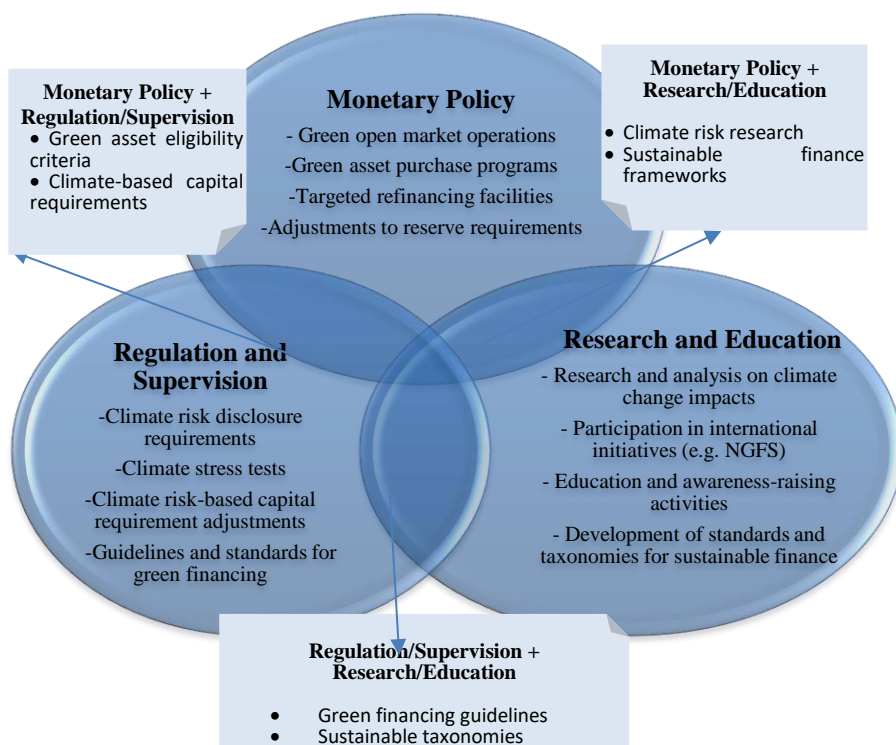 Monetary Policy +
Regulation/Supervision
• Green asset eligibility
criteria
• Climate-based capital
requirements
Monetary Policy
- Green open market operations
-Green asset purchase programs
-Targeted refinancing facilities
-Adjustments to reserve requirements
Monetary Policy +
Research/Education
• Climate risk research
• Sustainable finance
frameworks
Regulation and
Supervision
-Climate risk disclosure
requirements
-Climate stress tests
-Climate risk-based capital
requirement adjustments
-Guidelines and standards for
green financing
Research and Education
- Research and analysis on climate
change impacts
- Participation in international
initiatives (e.g. NGFS)
- Education and awareness-raising
activities
- Development of standards and
taxonomies for sustainable finance
Regulation/Supervision +
Research/Education
• Green financing guidelines
• Sustainable taxonomies